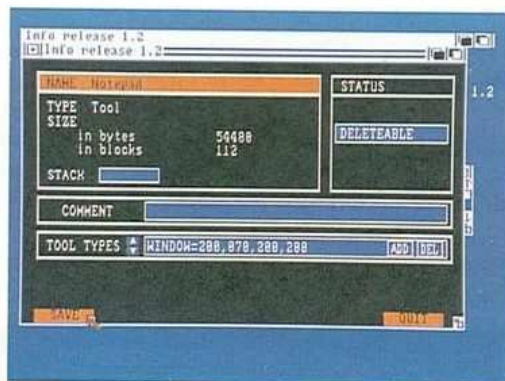 Info release 1.2
Info release 1.2
NAME Notepad
STATUS
1.2
TYPE Tool
SIZE
in bytes 54488
in blocks 112
DELETEABLE
STACK
COMMENT
TOOL TYPES WINDOW=200,070,200,200 ADD DEL
SAVE
QUIT